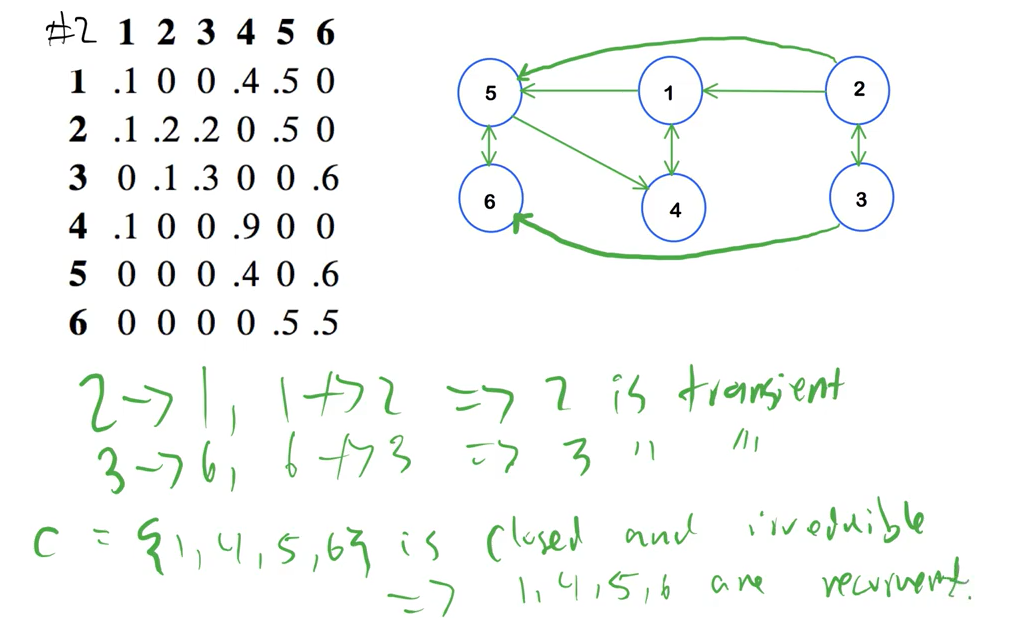 #2 1 2 3 4 5 6
1 .1 0 0 .4 .5 0
2 .1 .2 .2 0 .5 0
3 0 .1 .3 0 0 .6
4 .1 0 0 .9 0 0
5 0 0 0 .4 0 .6
6 0 0 0 0 .5 .5
5 1 2
6 4 3
2 → 1, 1 ↛ 2 => 2 is transient
3 → 6, 6 ↛ 3 => 3 " "
C = {1, 4, 5, 6} is closed and irreduible
=> 1, 4, 5, 6 are recurrent.